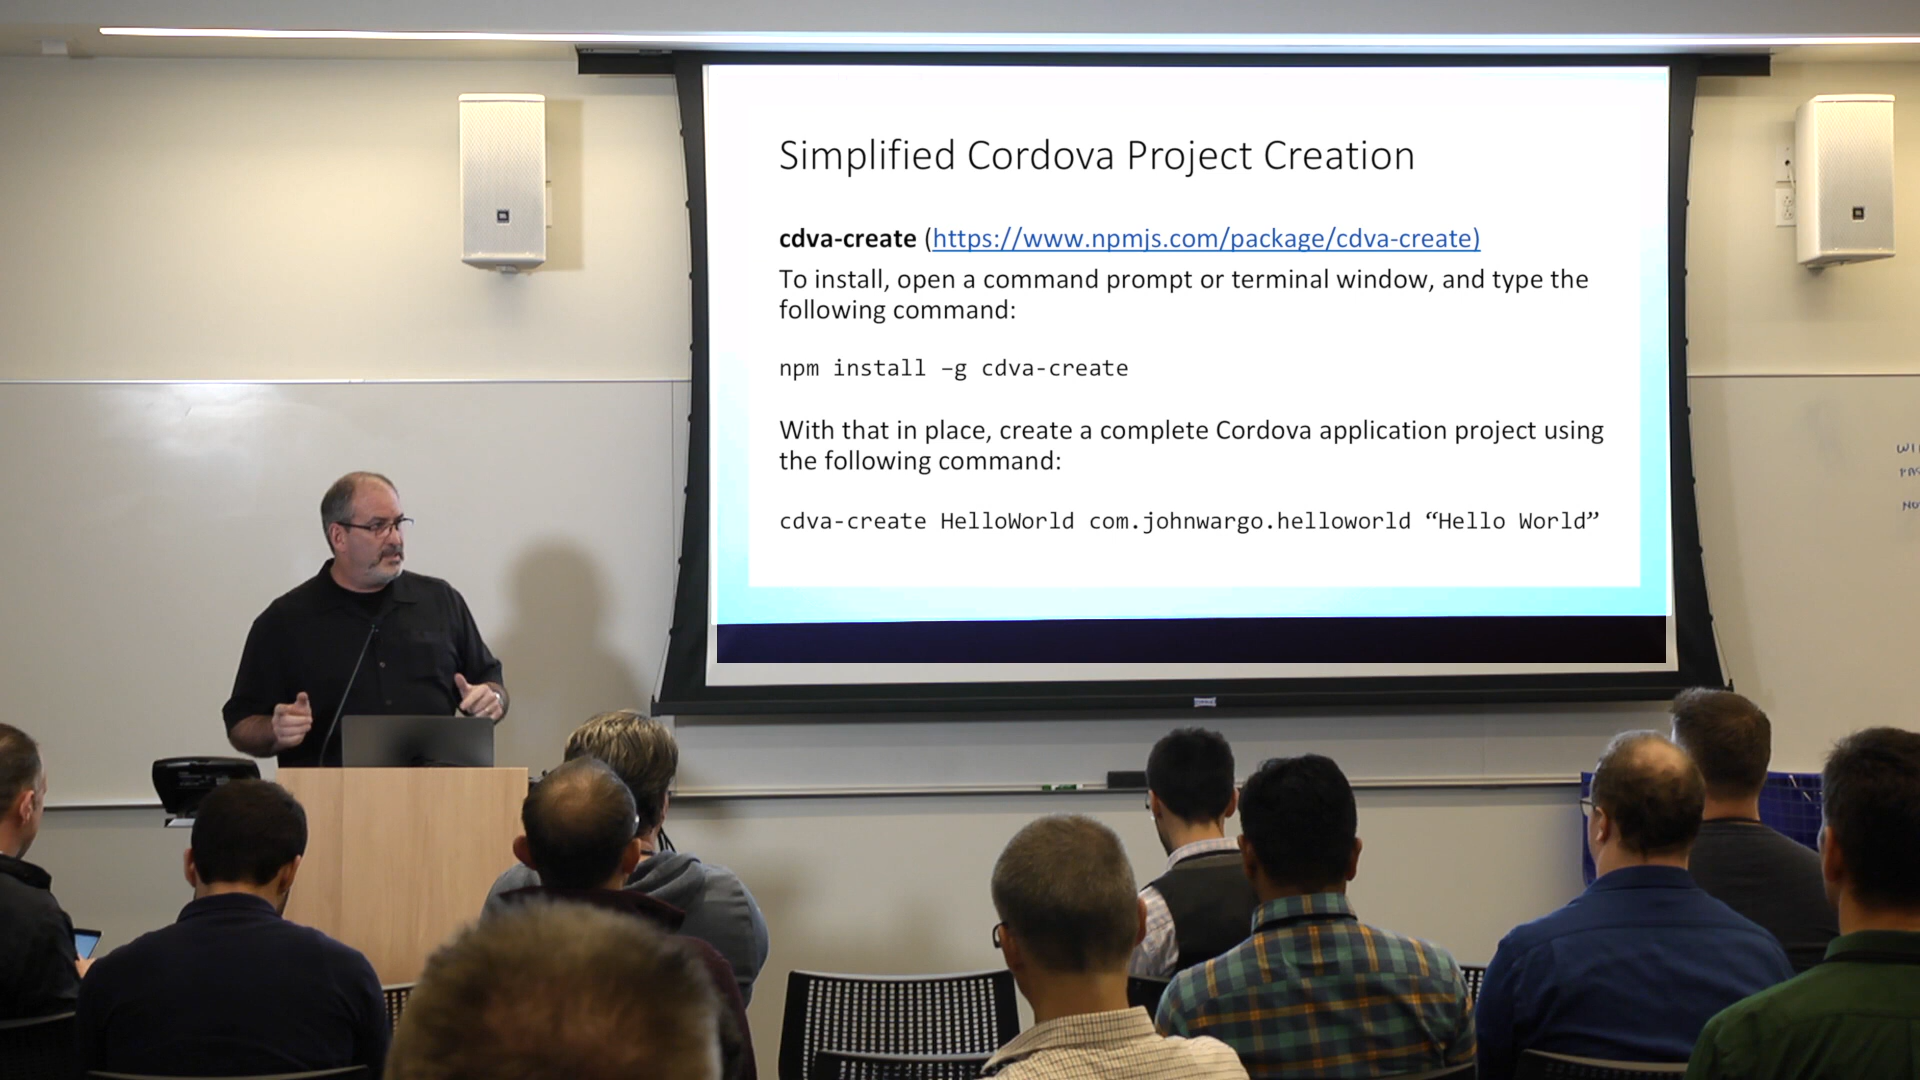 Simplified Cordova Project Creation
cdva-create (https://www.npmjs.com/package/cdva-create)
To install, open a command prompt or terminal window, and type the
following command:
npm install –g cdva-create
With that in place, create a complete Cordova application project using
the following command:
cdva-create HelloWorld com.johnwargo.helloworld “Hello World”